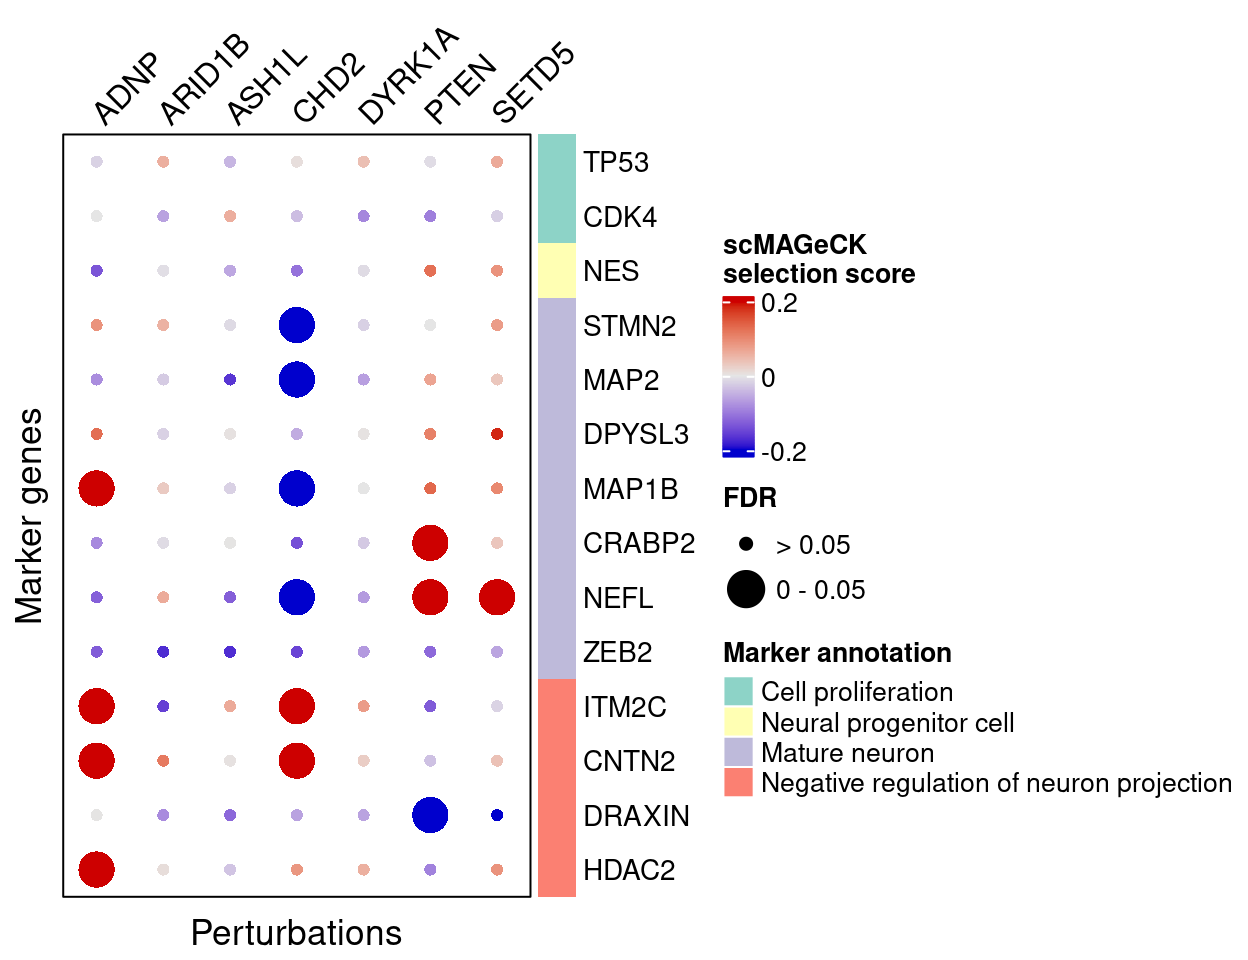 ADNP ARID1B ASH1L CHD2 DYRK1A PTEN SETD5
TP53
CDK4
NES
STMN2
MAP2
DPYSL3
MAP1B
CRABP2
NEFL
ZEB2
ITM2C
CNTN2
DRAXIN
HDAC2
Marker genes
Perturbations
scMAGeCK
selection score
0.2
0
-0.2
FDR
> 0.05
0 - 0.05
Marker annotation
Cell proliferation
Neural progenitor cell
Mature neuron
Negative regulation of neuron projection